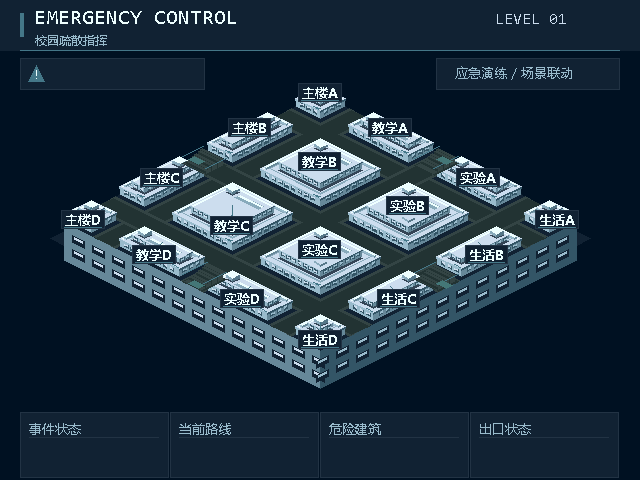 EMERGENCY CONTROL
LEVEL 01
校园疏散指挥
!
应急演练 / 场景联动
主楼A
主楼B
教学A
教学B
主楼C
实验A
实验B
主楼D
教学C
生活A
实验C
教学D
生活B
实验D
生活C
生活D
事件状态
当前路线
危险建筑
出口状态